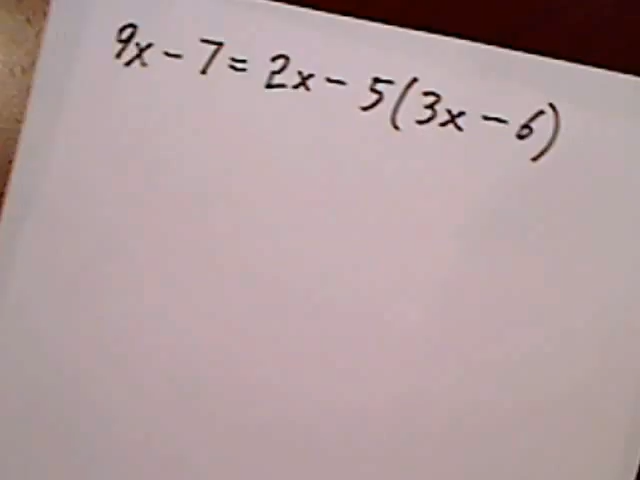 9x - 7 = 2x - 5(3x - 6)